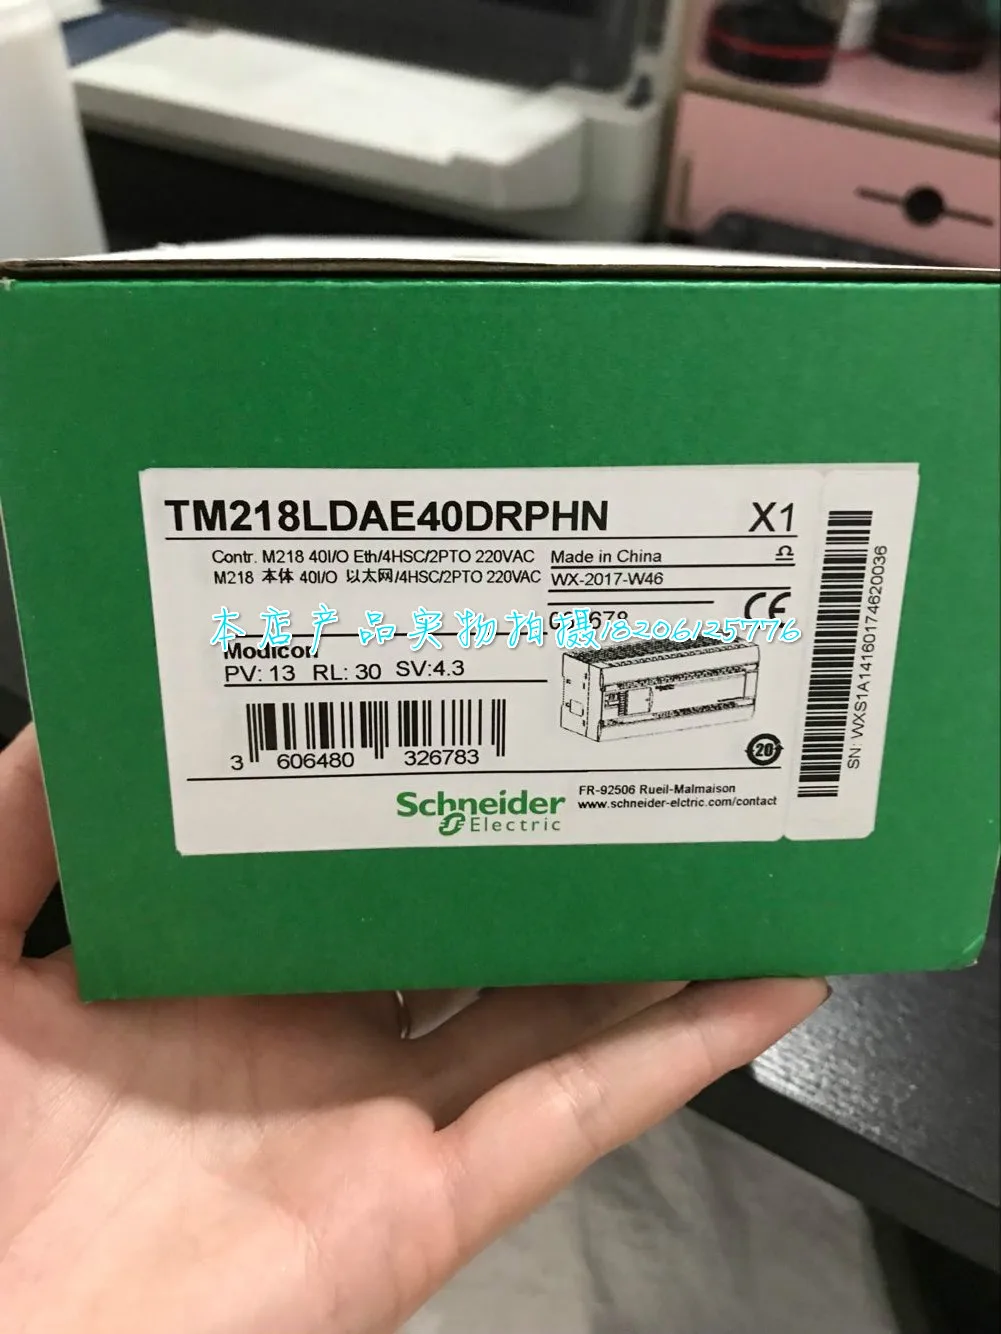 TM218LDAE40DRPHN X1
Contr. M218 40I/O Eth/4HSC/2PTO 220VAC
M218 本体 40I/O 以太网/4HSC/2PTO 220VAC
Made in China
WX-2017-W46
CE
本店产品实物拍摄18206125776
Modicon
PV: 13 RL: 30 SV:4.3
3 606480 326783
20
Schneider
Electric
FR-92506 Rueil-Malmaison
www.schneider-elctric.com/contact
SN: WXS1A14160174620036